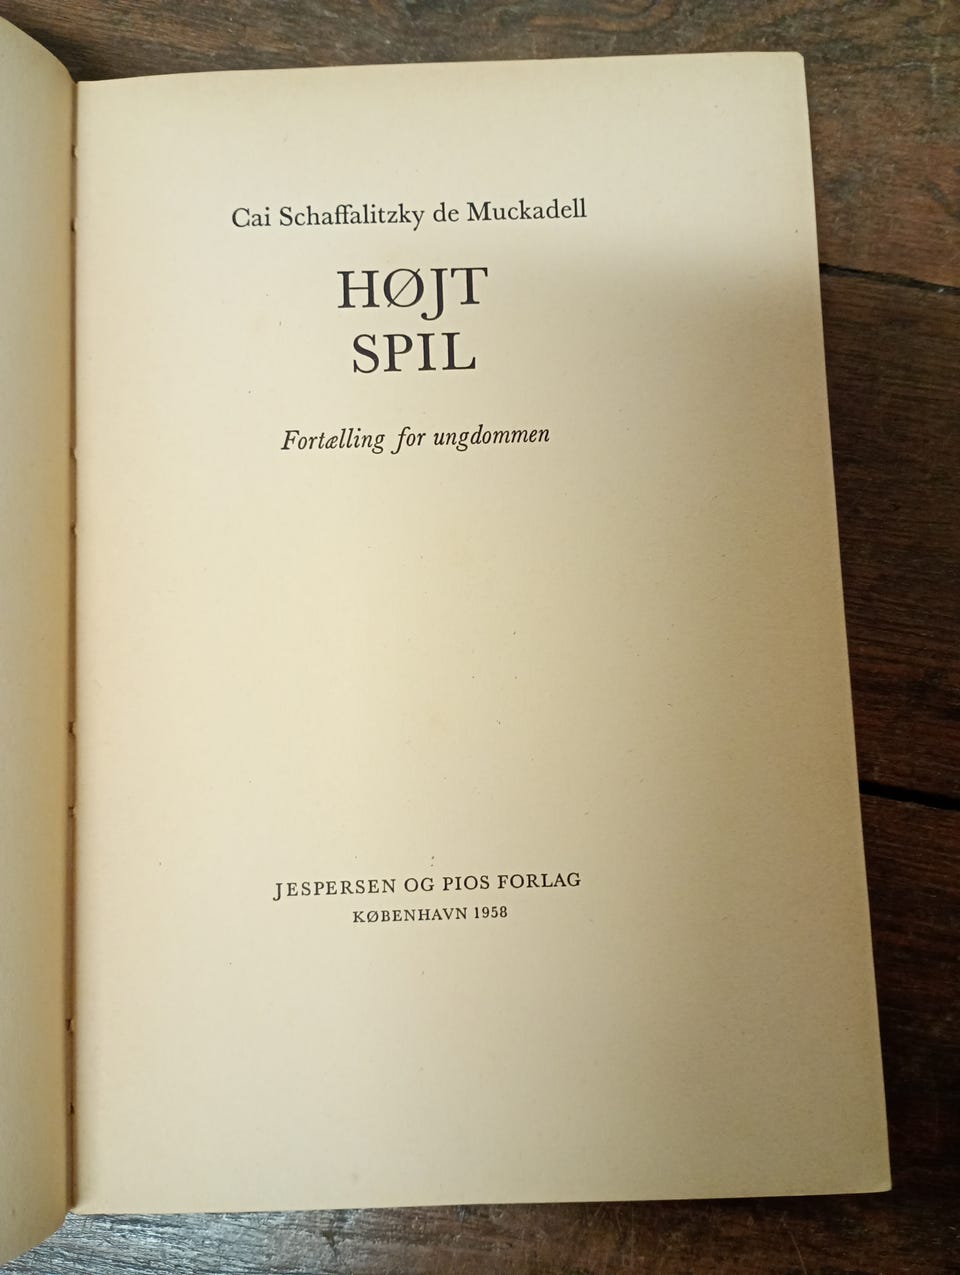 Cai Schaffalitzky de Muckadell
HØJT
SPIL
Fortælling for ungdommen
JESPERSEN OG PIOS FORLAG
KØBENHAVN 1958